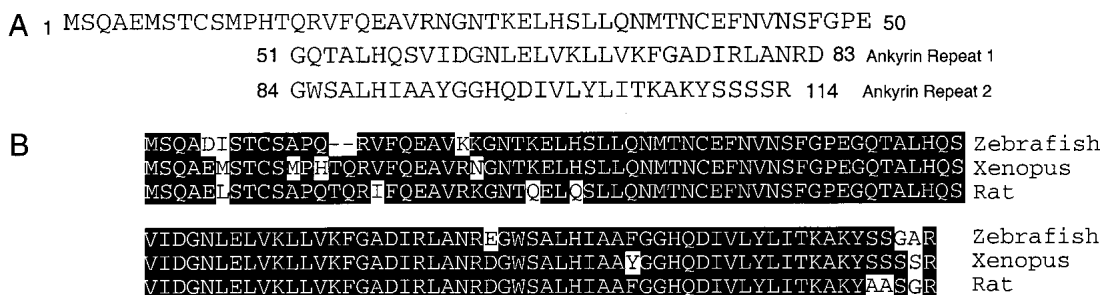 A 1 MSQAEMSTCSMPHTQRVFQEAVRNGNTKELHSLLQNMTNCEFNVNSFGPE 50
51 GQTALHQSVIDGNLELVKLLVKFGADIRLANRD 83 Ankyrin Repeat 1
84 GWSALHIAAYGGHQDIVLYLITKAKYSSSSR 114 Ankyrin Repeat 2
B MSQADISTCSAPQ--RVFQEAVKKGNTKELHSLLQNMTNCEFNVNSFGPEGQTALHQS Zebrafish
MSQAEMSTCSMPHTQRVFQEAVRNGNTKELHSLLQNMTNCEFNVNSFGPEGQTALHQS Xenopus
MSQAELSTCSAPQTQRIFQEAVRKGNTQELQSLLQNMTNCEFNVNSFGPEGQTALHQS Rat
VIDGNLELVKLLVKFGADIRLANREGWSALHIAAFGGHQDIVLYLITKAKYSSGAR Zebrafish
VIDGNLELVKLLVKFGADIRLANRDGWSALHIAAYGGHQDIVLYLITKAKYSSSSR Xenopus
VIDGNLELVKLLVKFGADIRLANRDGWSALHIAAFGGHQDIVLYLITKAKYAASGR Rat